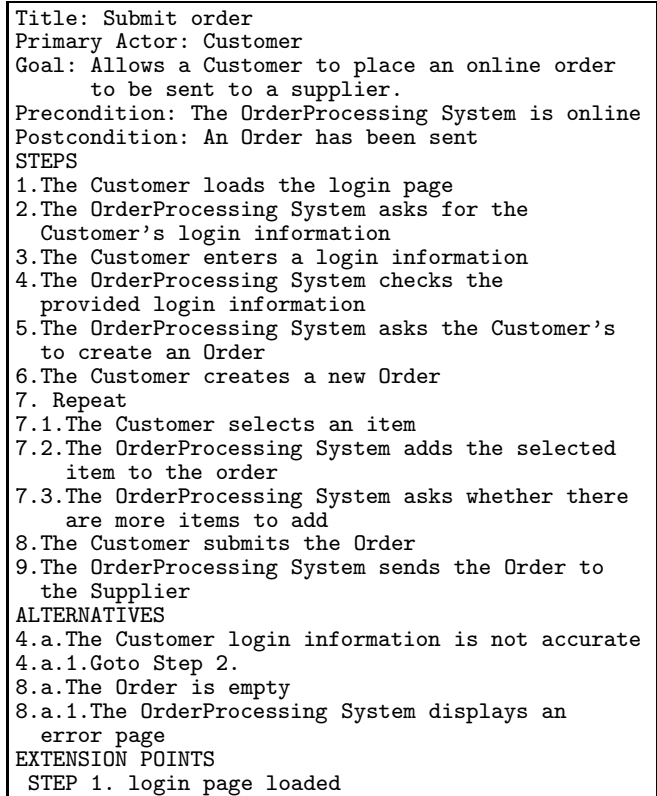 Title: Submit order
Primary Actor: Customer
Goal: Allows a Customer to place an online order
to be sent to a supplier.
Precondition: The OrderProcessing System is online
Postcondition: An Order has been sent
STEPS
1.The Customer loads the login page
2.The OrderProcessing System asks for the
Customer's login information
3.The Customer enters a login information
4.The OrderProcessing System checks the
provided login information
5.The OrderProcessing System asks the Customer's
to create an Order
6.The Customer creates a new Order
7. Repeat
7.1.The Customer selects an item
7.2.The OrderProcessing System adds the selected
item to the order
7.3.The OrderProcessing System asks whether there
are more items to add
8.The Customer submits the Order
9.The OrderProcessing System sends the Order to
the Supplier
ALTERNATIVES
4.a.The Customer login information is not accurate
4.a.1.Goto Step 2.
8.a.The Order is empty
8.a.1.The OrderProcessing System displays an
error page
EXTENSION POINTS
STEP 1. login page loaded